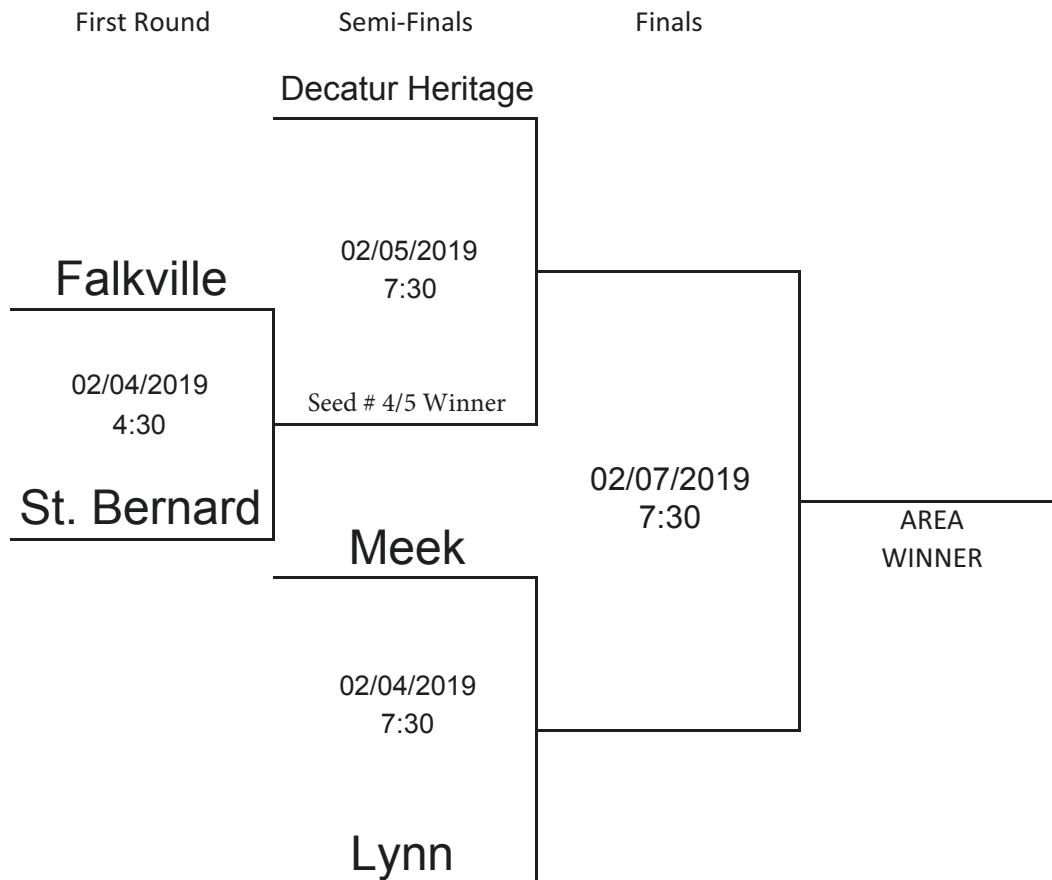 First Round
Semi-Finals
Finals
Decatur Heritage
02/05/2019
7:30
Falkville
02/04/2019
4:30
Seed # 4/5 Winner
St. Bernard
Meek
02/07/2019
7:30
AREA
WINNER
02/04/2019
7:30
Lynn